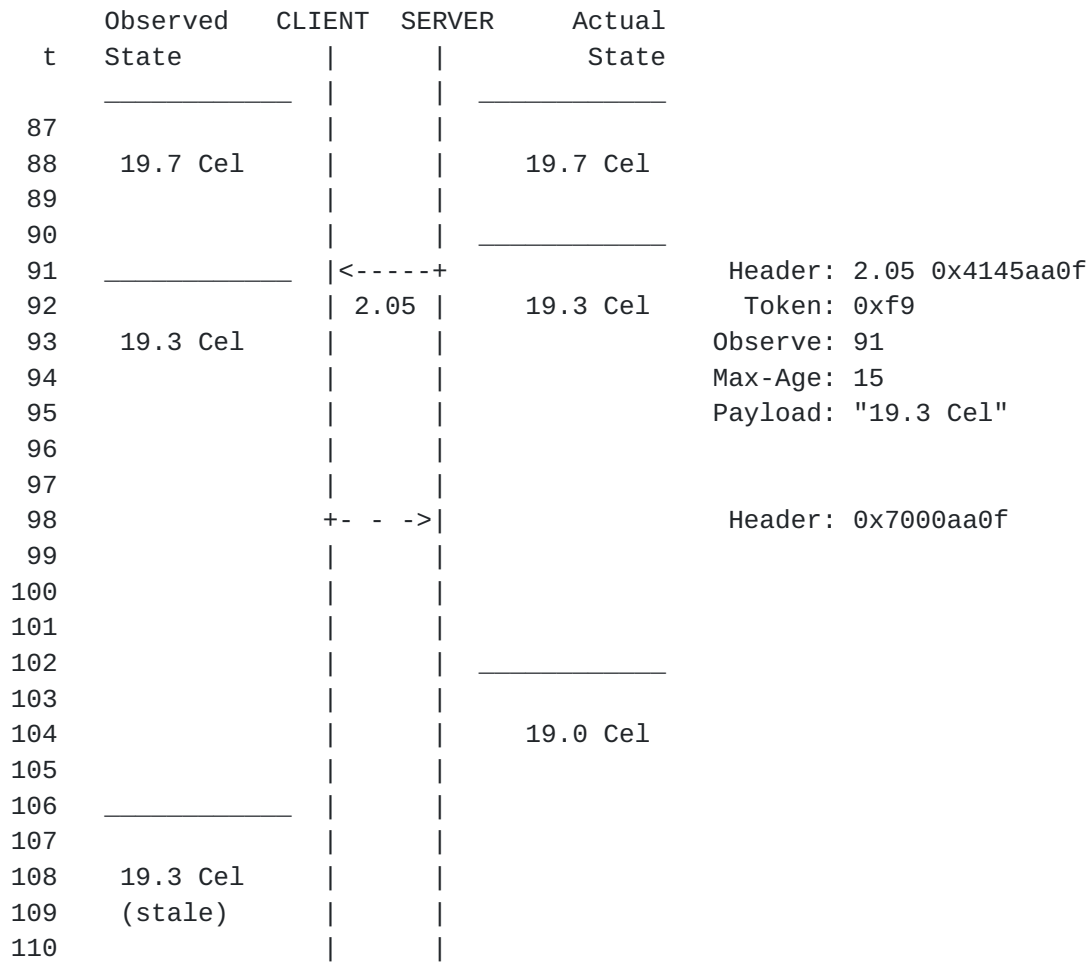 Observed   CLIENT  SERVER     Actual
  t   State         |      |         State
      ____________  |      |  ____________
 87                 |      |
 88    19.7 Cel     |      |     19.7 Cel
 89                 |      |
 90                 |      |  ____________
 91   ____________  |<-----+                  Header: 2.05 0x4145aa0f
 92                 | 2.05 |     19.3 Cel      Token: 0xf9
 93    19.3 Cel     |      |                 Observe: 91
 94                 |      |                 Max-Age: 15
 95                 |      |                 Payload: "19.3 Cel"
 96                 |      |
 97                 |      |
 98                 +- - ->|                  Header: 0x7000aa0f
 99                 |      |
100                 |      |
101                 |      |
102                 |      |  ____________
103                 |      |
104                 |      |     19.0 Cel
105                 |      |
106   ____________  |      |
107                 |      |
108    19.3 Cel     |      |
109    (stale)      |      |
110                 |      |